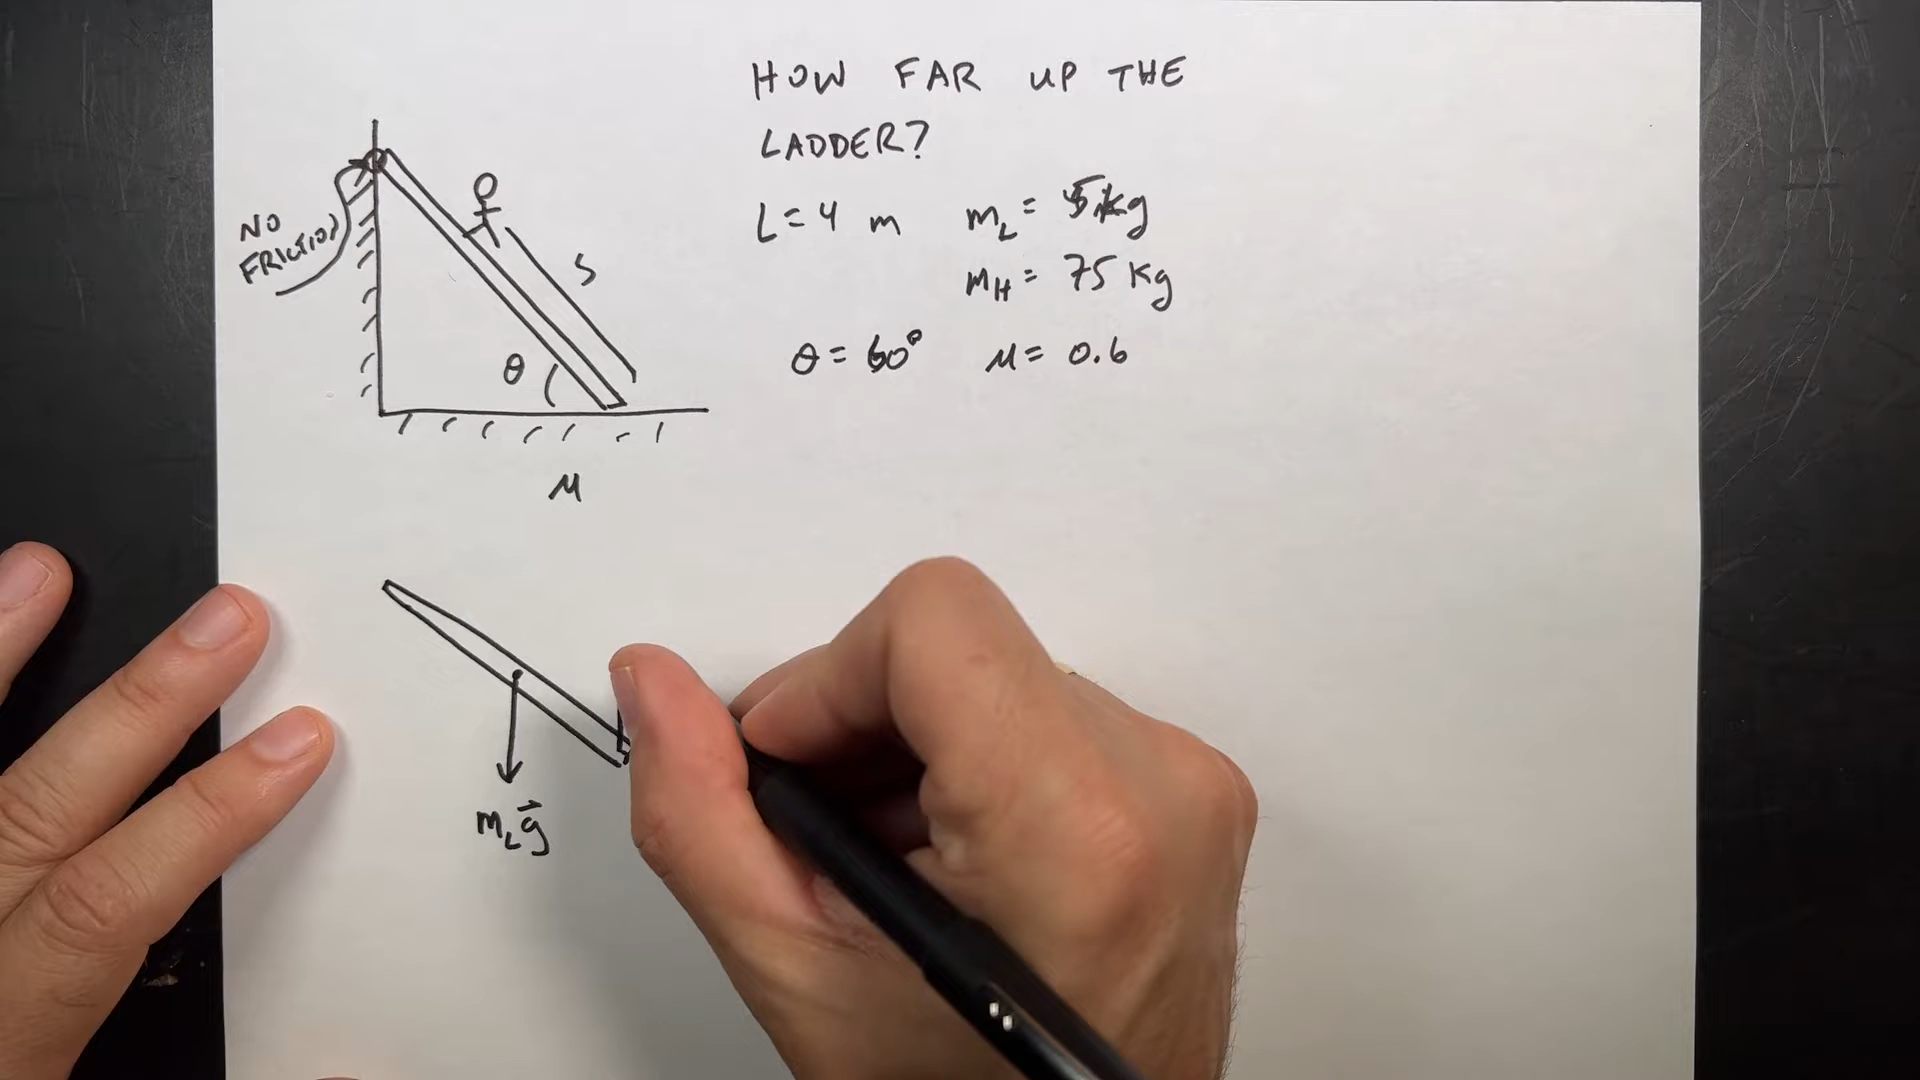 HOW FAR UP THE
LADDER?
L = 4 m m_L = 5 kg
m_H = 75 kg
θ = 60° μ = 0.6
NO
FRICTION
S
θ
μ
m_L g⃗